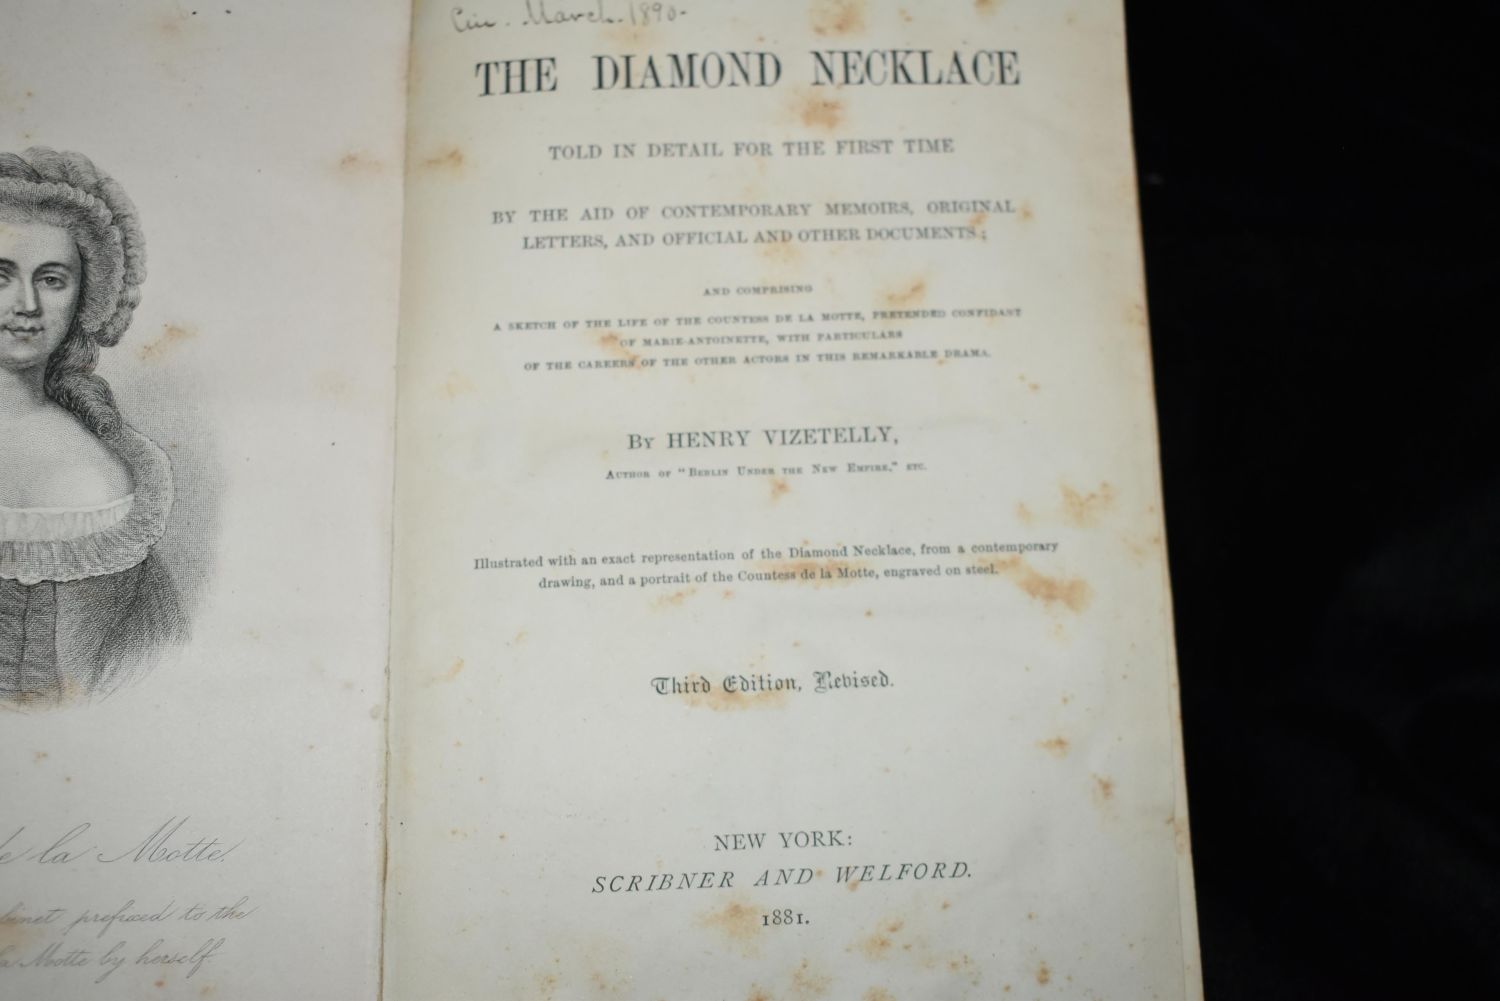 Cin. March. 1890.
THE DIAMOND NECKLACE
TOLD IN DETAIL FOR THE FIRST TIME
BY THE AID OF CONTEMPORARY MEMOIRS, ORIGINAL
LETTERS, AND OFFICIAL AND OTHER DOCUMENTS;
AND COMPRISING
A SKETCH OF THE LIFE OF THE COUNTESS DE LA MOTTE, PRETENDED CONFIDANT
OF MARIE-ANTOINETTE, WITH PARTICULARS
OF THE CAREERS OF THE OTHER ACTORS IN THIS REMARKABLE DRAMA.
BY HENRY VIZETELLY,
AUTHOR OF "BERLIN UNDER THE NEW EMPIRE," ETC.
Illustrated with an exact representation of the Diamond Necklace, from a contemporary
drawing, and a portrait of the Countess de la Motte, engraved on steel.
Third Edition, Revised.
NEW YORK:
SCRIBNER AND WELFORD.
1881.
de la Motte.
prefixed to the
la Motte by herself.